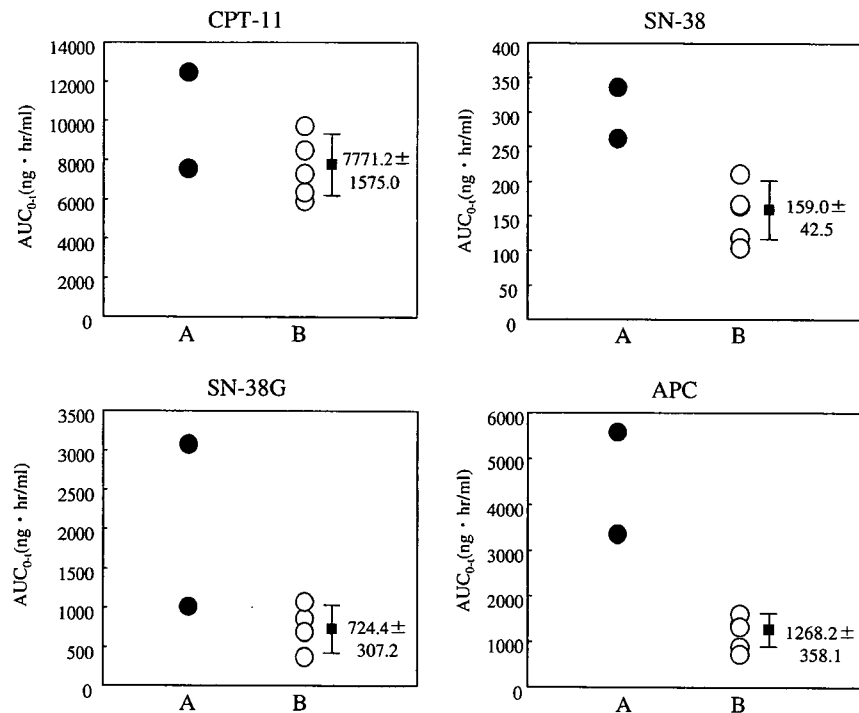 CPT-11
14000
12000
10000
8000
6000
4000
2000
0
AUC0-t(ng・hr/ml)
7771.2±
1575.0
A
B
SN-38
400
350
300
250
200
150
100
50
0
AUC0-t(ng・hr/ml)
159.0±
42.5
A
B
SN-38G
3500
3000
2500
2000
1500
1000
500
0
AUC0-t(ng・hr/ml)
724.4±
307.2
A
B
APC
6000
5000
4000
3000
2000
1000
0
AUC0-t(ng・hr/ml)
1268.2±
358.1
A
B